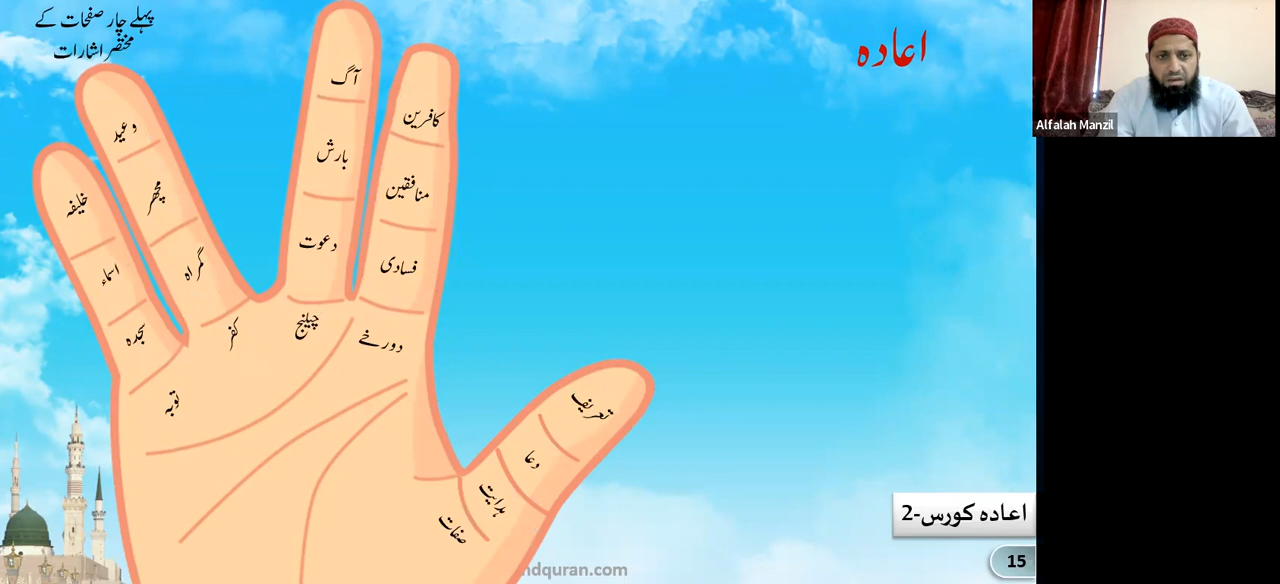 پہلے چار صفحات کے
مختصر اشارات
اعادہ
Alfalah Manzil
تعریف
دعا
ہدایت
صفات
کافرین
منافقین
فسادی
دورخے
آگ
بارش
دعوت
چیلنج
وعید
مچھر
گمراہ
کفر
خلیفہ
اسماء
سجدہ
توبہ
اعادہ کورس-2
15
ndquran.com